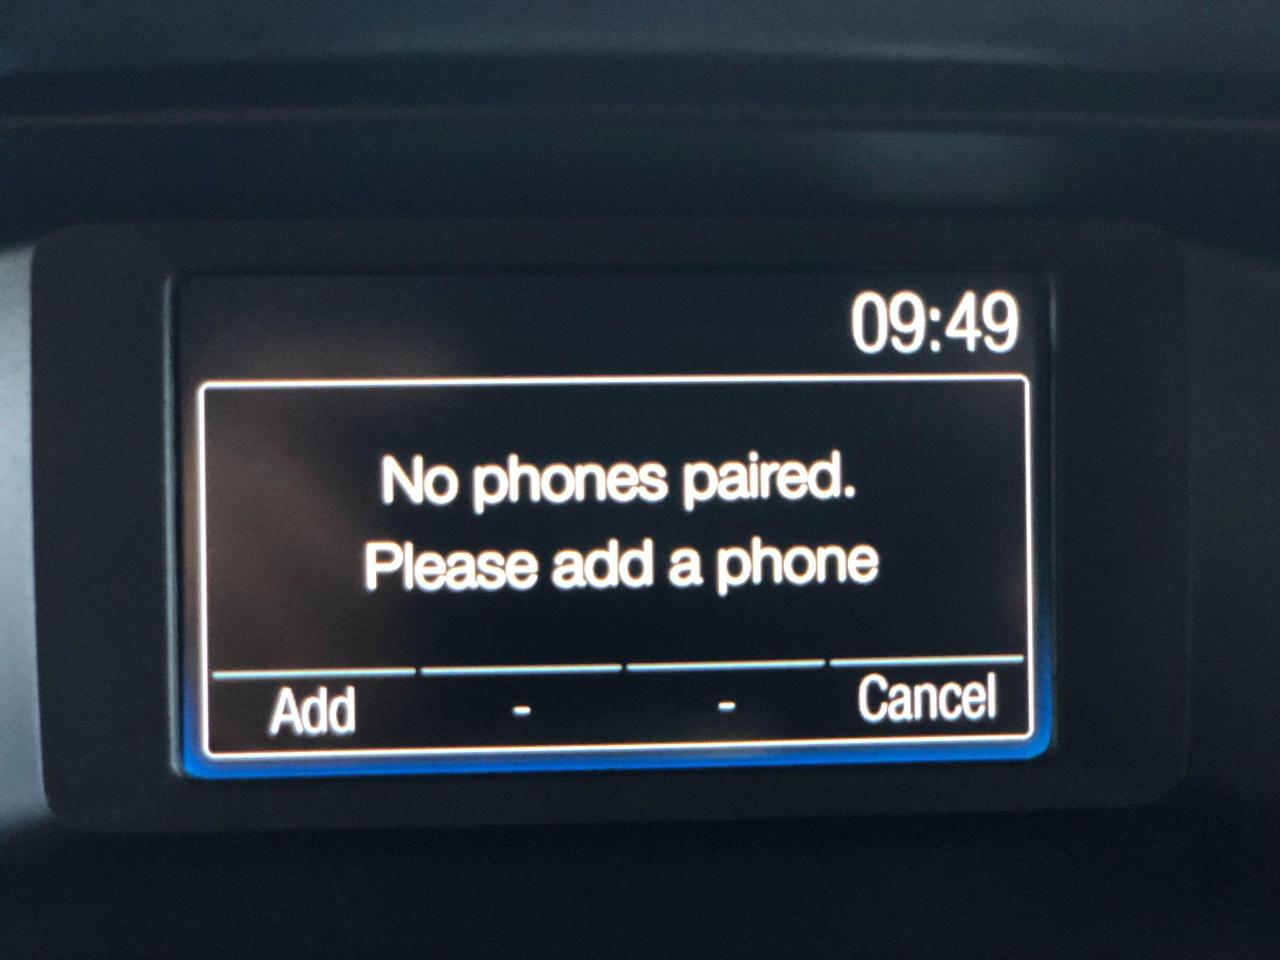 09:49
No phones paired.
Please add a phone
Add - - Cancel